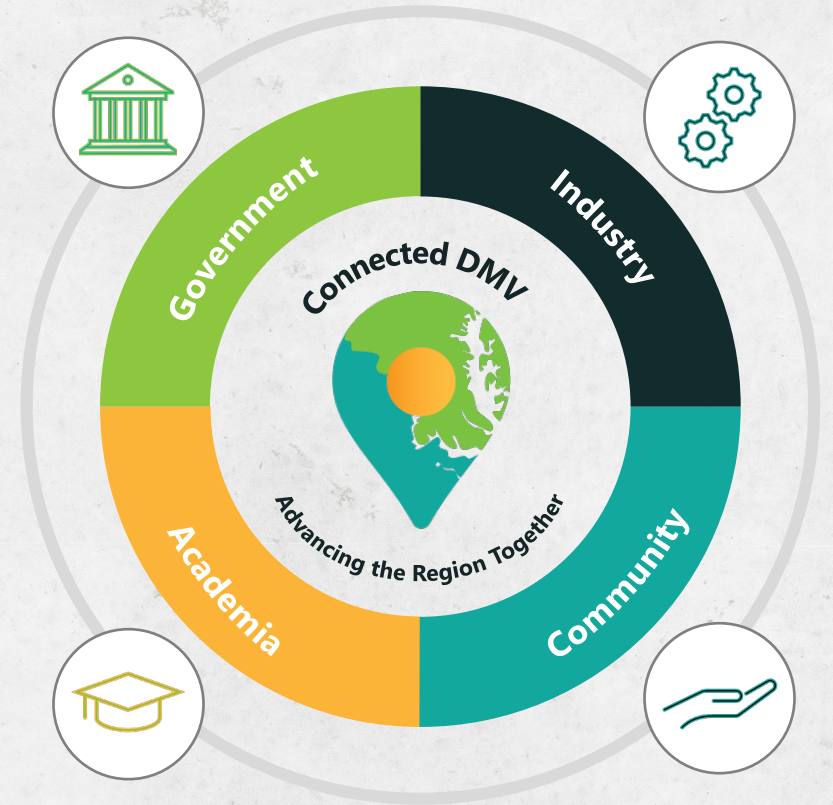 Government
Industry
Connected DMV
Advancing the Region Together
Academia
Community